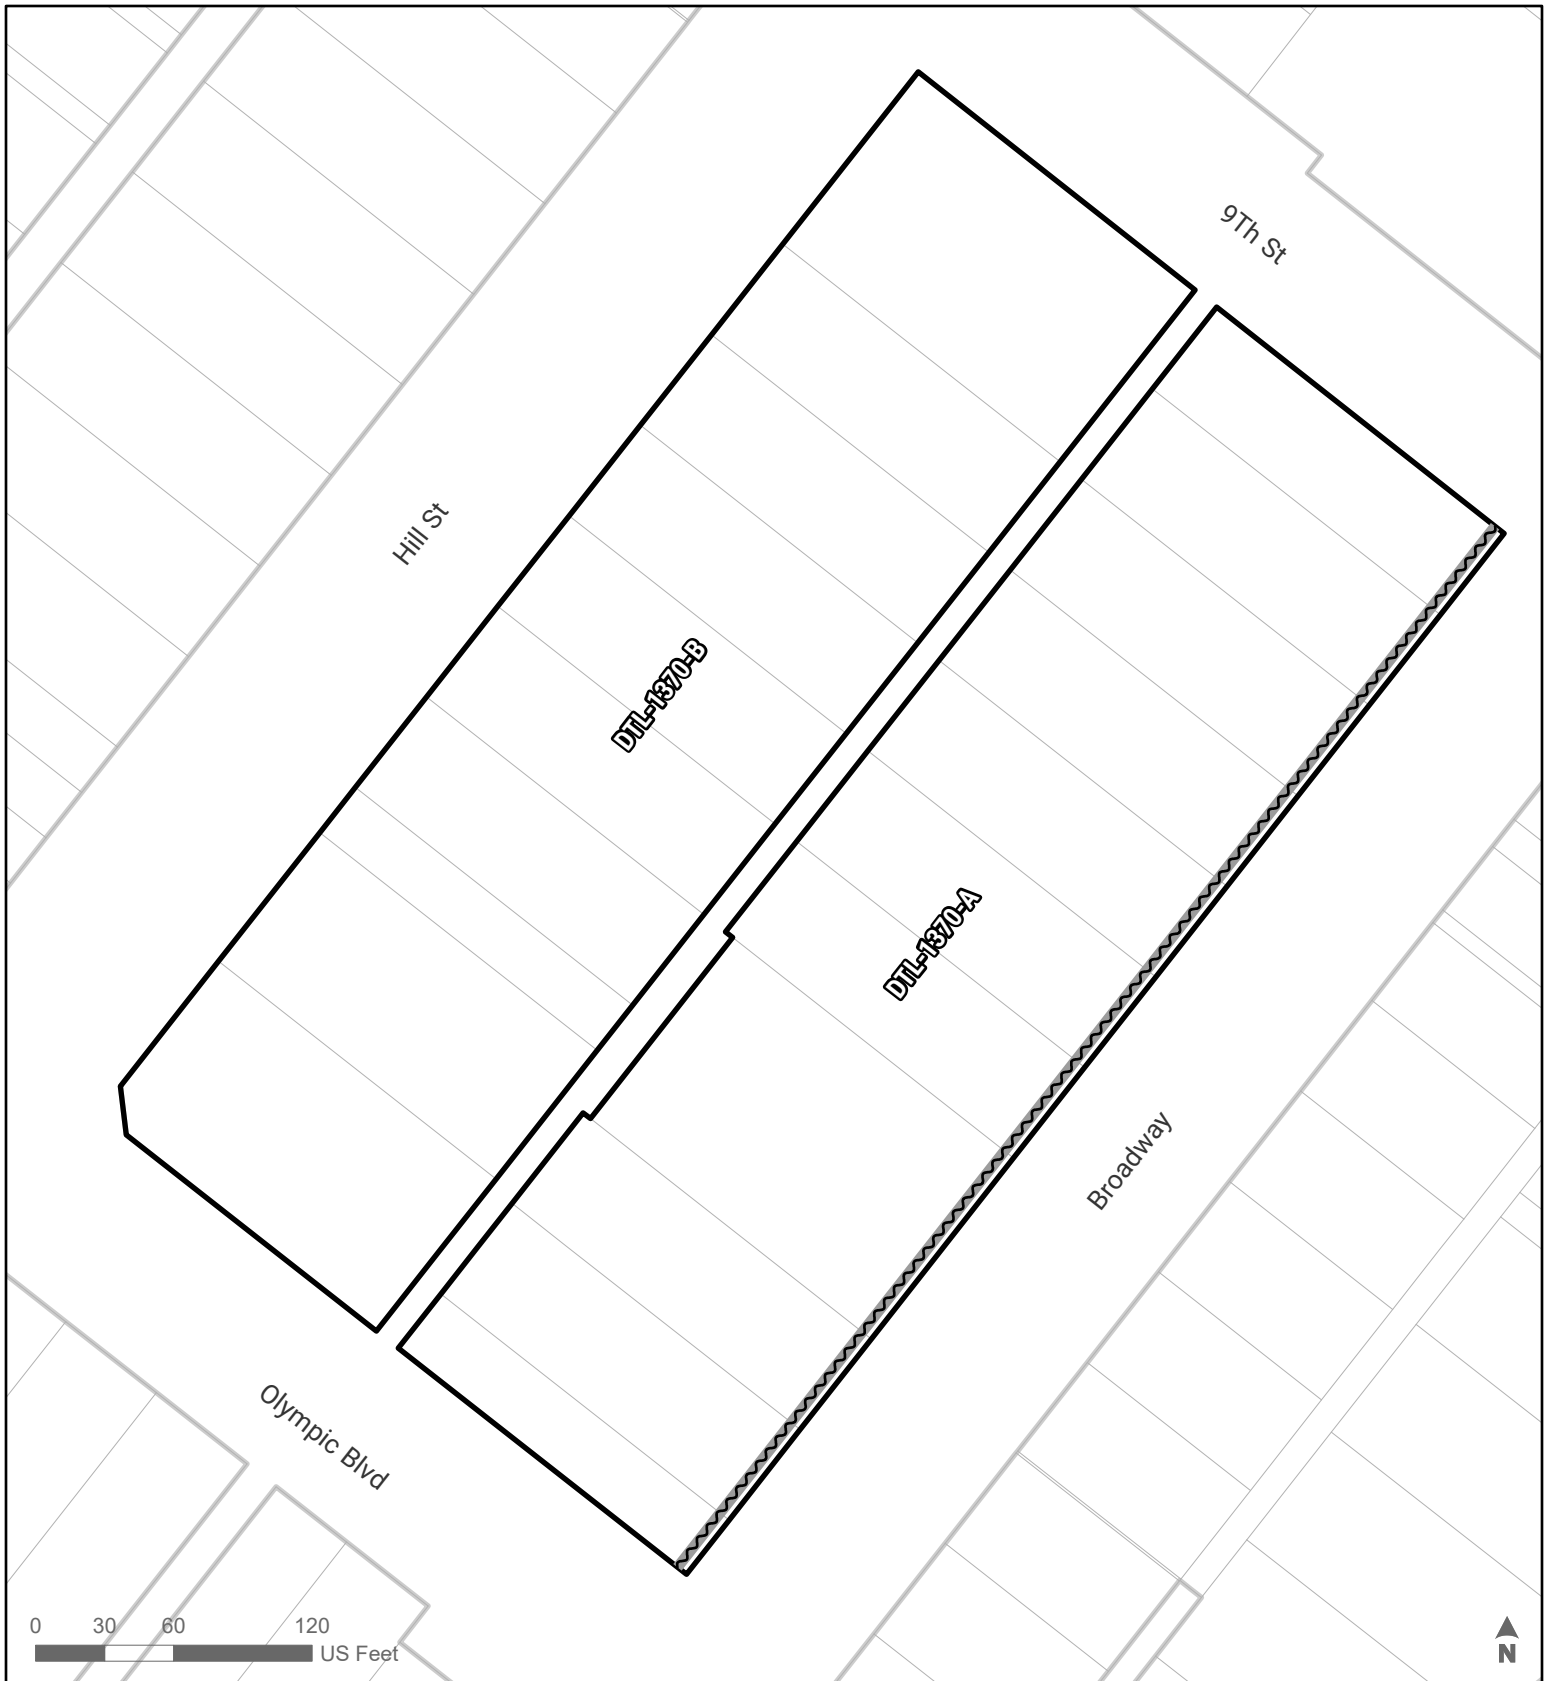 9Th St
Hill St
DTL-1370-B
DTL-1370-A
Broadway
Olympic Blvd
0 30 60 120
US Feet
N